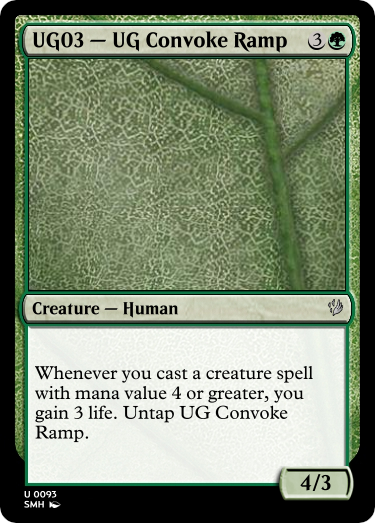 UG03 — UG Convoke Ramp 3
Creature — Human
Whenever you cast a creature spell
with mana value 4 or greater, you
gain 3 life. Untap UG Convoke
Ramp.
4/3
U 0093
SMH